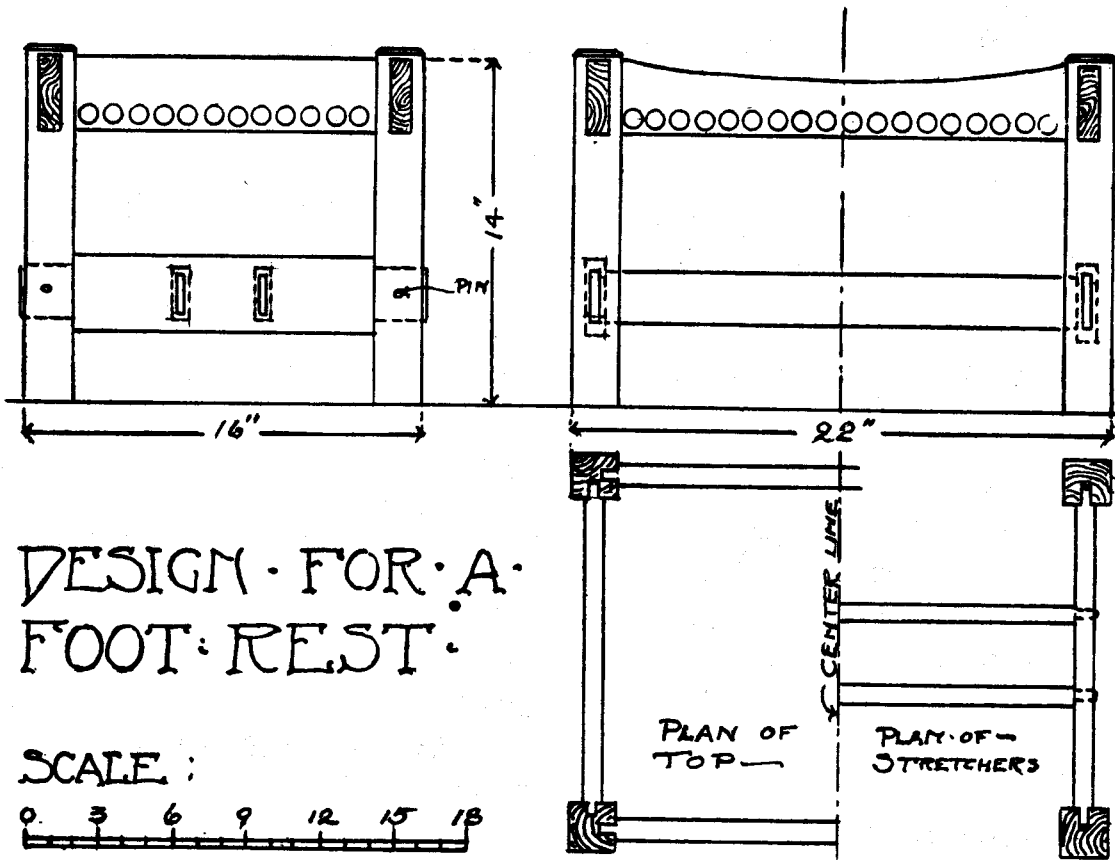 14"
PIN
16"
22"
DESIGN · FOR · A ·
FOOT : REST ·
CENTER LINE
PLAN OF
TOP —
PLAN · OF —
STRETCHERS
SCALE :
0. 3 6 9 12 15 18